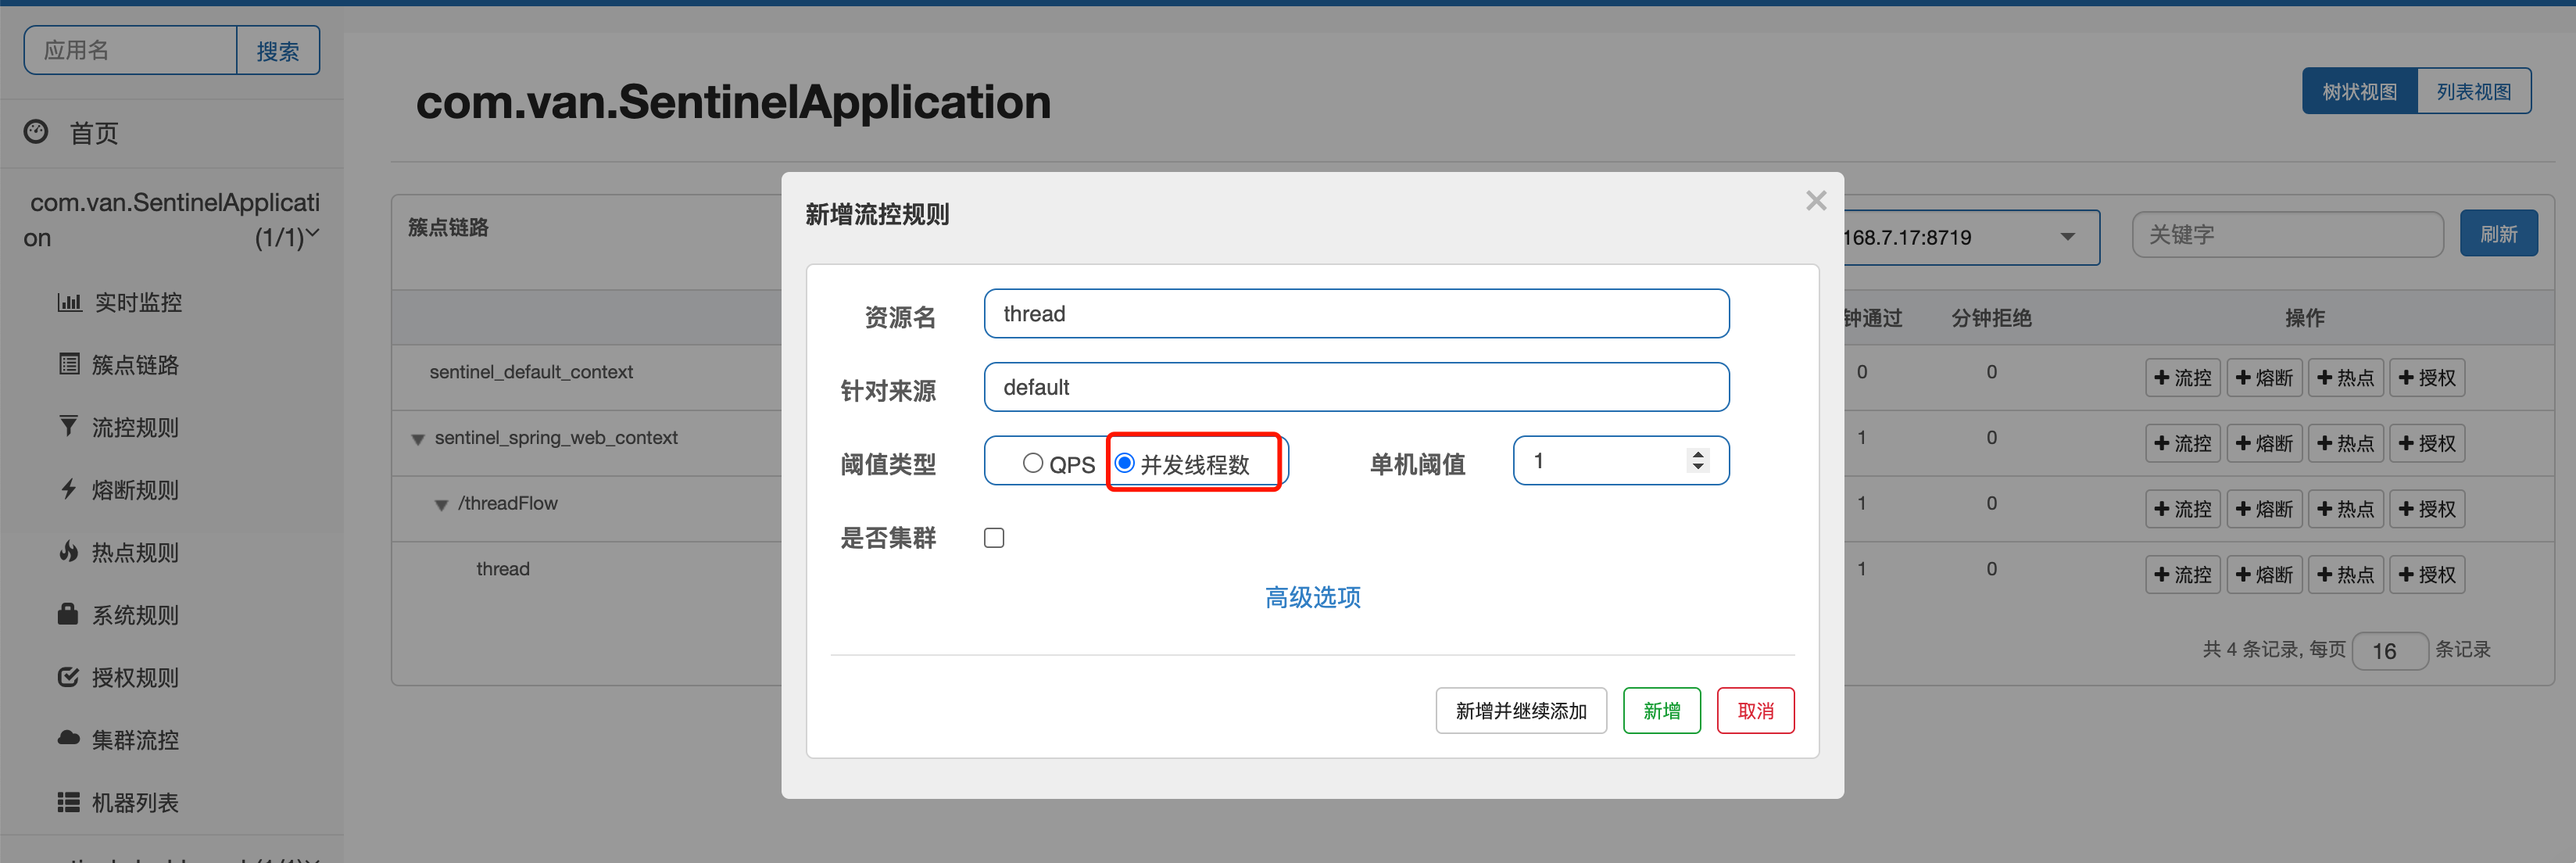 应用名
搜索
首页
com.van.SentinelApplicati
on
(1/1)
实时监控
簇点链路
流控规则
熔断规则
热点规则
系统规则
授权规则
集群流控
机器列表
com.van.SentinelApplication
树状视图
列表视图
簇点链路
168.7.17:8719
关键字
刷新
钟通过
分钟拒绝
操作
sentinel_default_context
0
0
流控
熔断
热点
授权
sentinel_spring_web_context
1
0
流控
熔断
热点
授权
/threadFlow
1
0
流控
熔断
热点
授权
thread
1
0
流控
熔断
热点
授权
共 4 条记录, 每页 16 条记录
新增流控规则
×
资源名
thread
针对来源
default
阈值类型
QPS
并发线程数
单机阈值
1
是否集群
高级选项
新增并继续添加
新增
取消